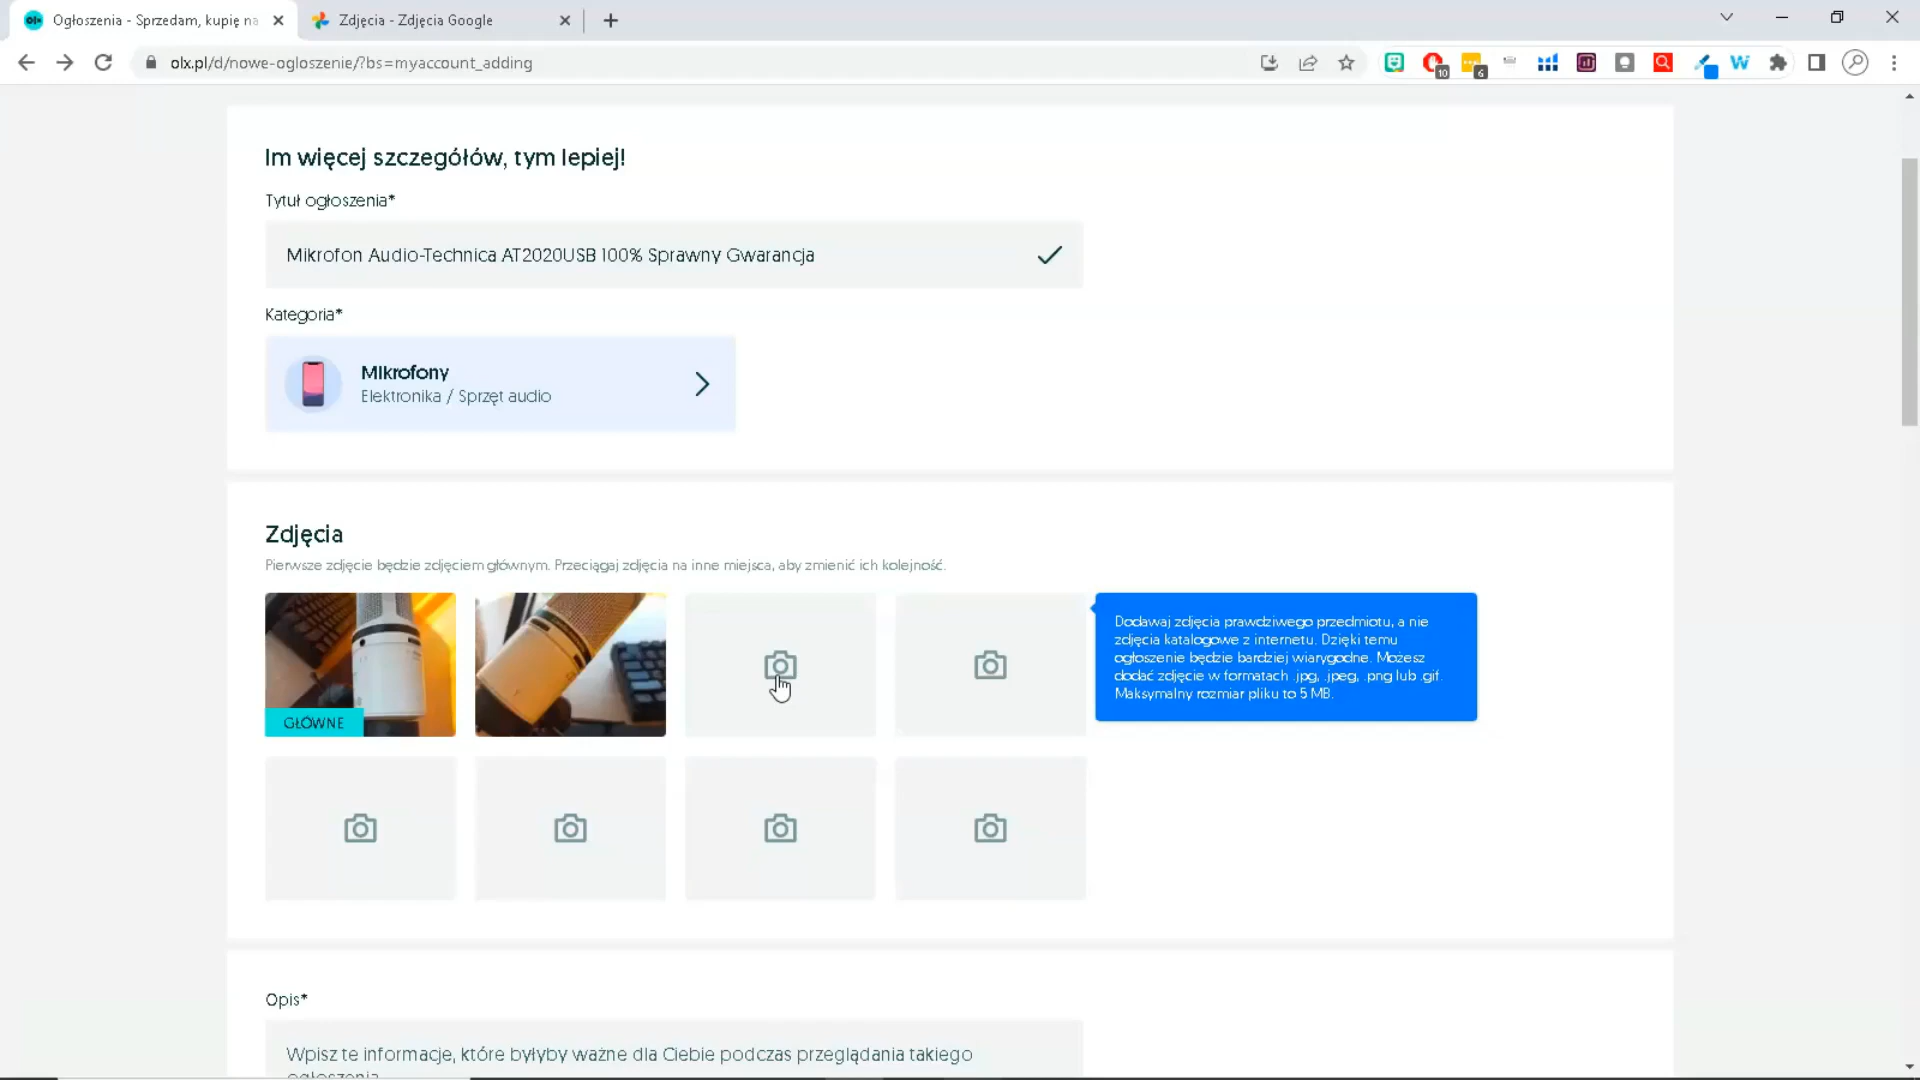 Ogłoszenia - Sprzedam, kupię na
Zdjęcia - Zdjęcia Google
olx.pl/d/nowe-ogloszenie/?bs=myaccount_adding
10
6
Im więcej szczegółów, tym lepiej!
Tytuł ogłoszenia*
Mikrofon Audio-Technica AT2020USB 100% Sprawny Gwarancja
Kategoria*
Mikrofony
Elektronika / Sprzęt audio
Zdjęcia
Pierwsze zdjęcie będzie zdjęciem głównym. Przeciągaj zdjęcia na inne miejsca, aby zmienić ich kolejność.
GŁÓWNE
Dodawaj zdjęcia prawdziwego przedmiotu, a nie
zdjęcia katalogowe z internetu. Dzięki temu
ogłoszenie będzie bardziej wiarygodne. Możesz
dodać zdjęcie w formatach .jpg, .jpeg, .png lub .gif.
Maksymalny rozmiar pliku to 5 MB.
Opis*
Wpisz te informacje, które byłyby ważne dla Ciebie podczas przeglądania takiego
ogłoszenia